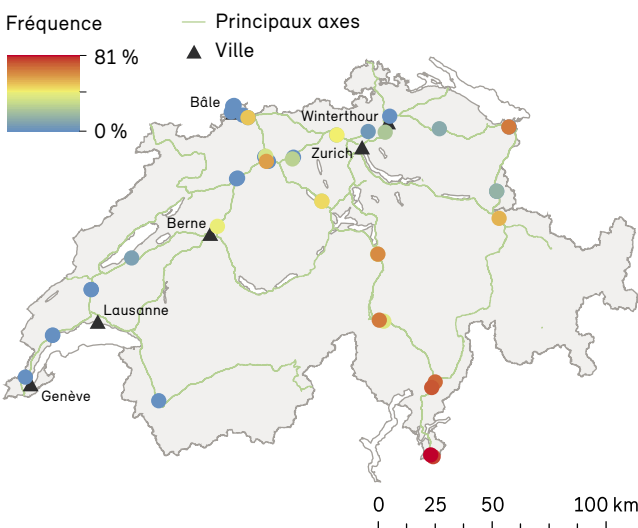 Fréquence
81 %
0 %
Principaux axes
Ville
Bâle
Winterthour
Zurich
Berne
Lausanne
Genève
0 25 50 100 km